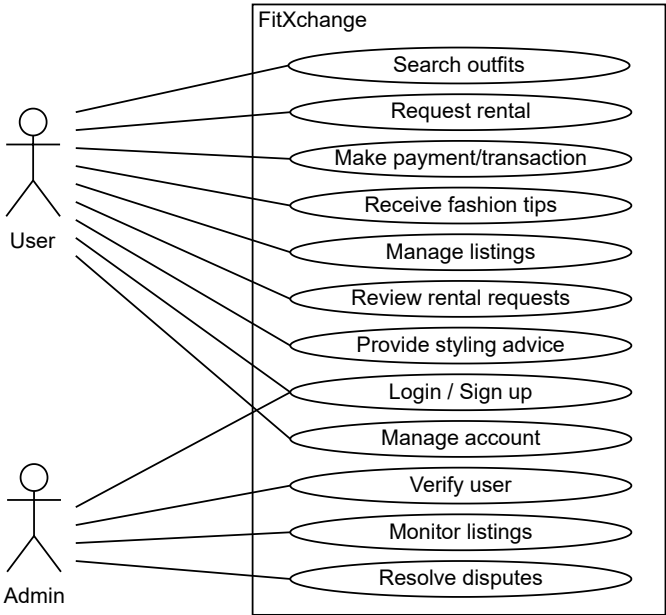 FitXchange
Search outfits
Request rental
Make payment/transaction
Receive fashion tips
User
Manage listings
Review rental requests
Provide styling advice
Login / Sign up
Manage account
Verify user
Monitor listings
Resolve disputes
Admin